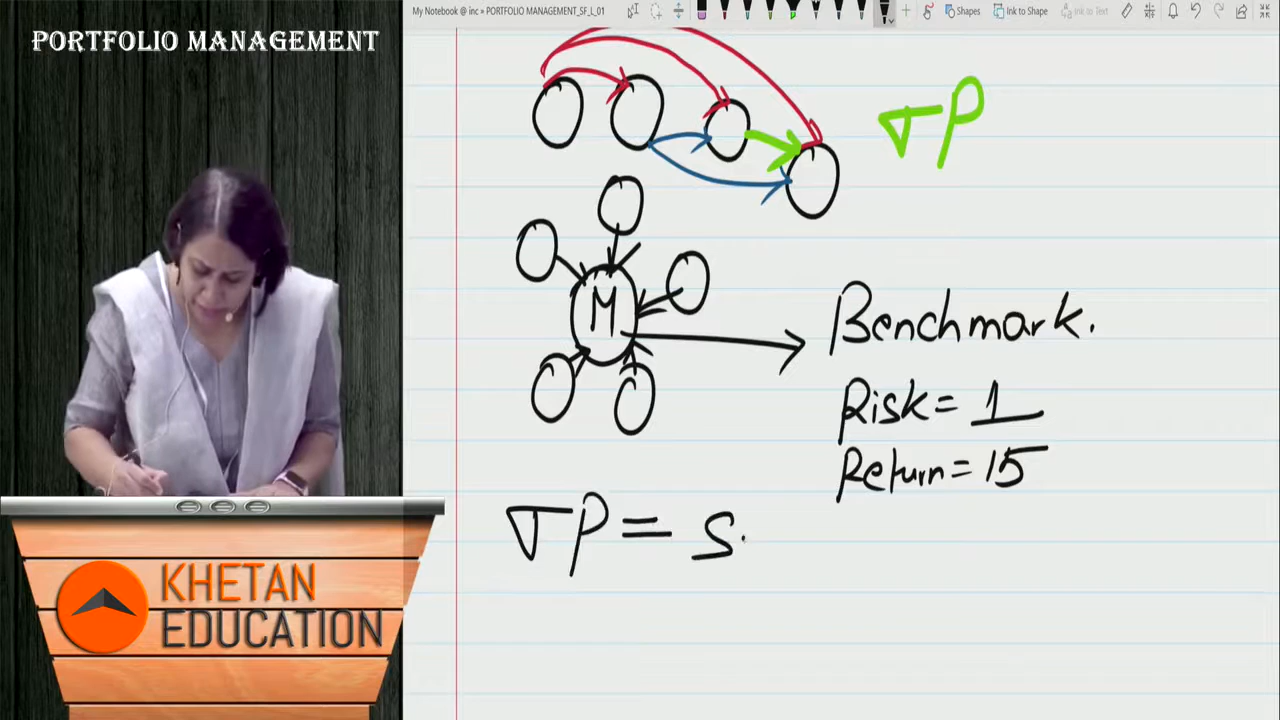 My Notebook @ inc » PORTFOLIO MANAGEMENT_SF_L_01
Shapes
Ink to Shape
Ink to Text
PORTFOLIO MANAGEMENT
σP
M
Benchmark.
Risk = 1
Return = 15
σP = S.
KHETAN
EDUCATION